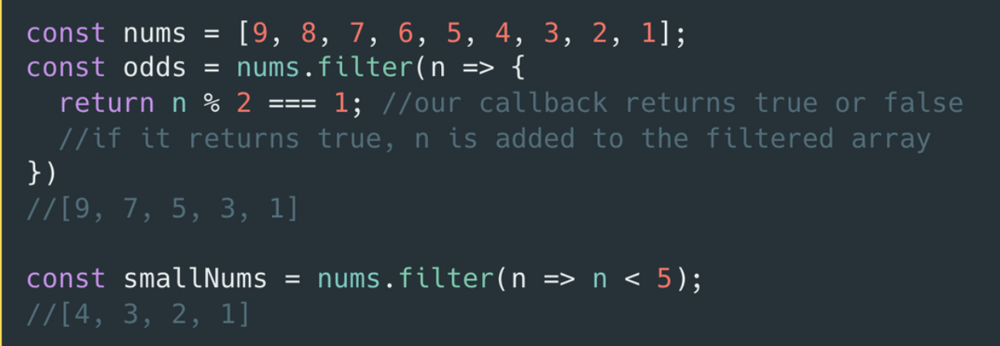 const nums = [9, 8, 7, 6, 5, 4, 3, 2, 1];
const odds = nums.filter(n => {
  return n % 2 === 1; //our callback returns true or false
  //if it returns true, n is added to the filtered array
})
//[9, 7, 5, 3, 1]

const smallNums = nums.filter(n => n < 5);
//[4, 3, 2, 1]